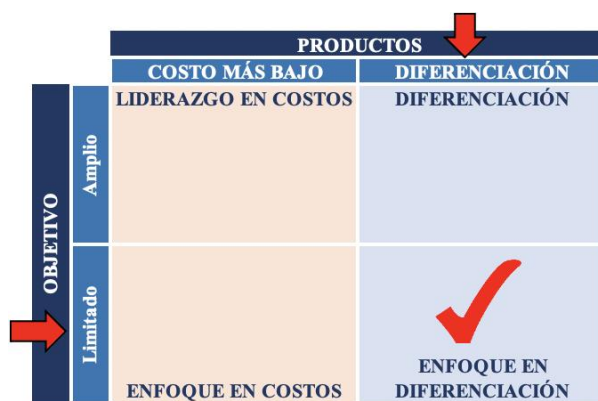 PRODUCTOS
COSTO MÁS BAJO
DIFERENCIACIÓN
OBJETIVO
Amplio
LIDERAZGO EN COSTOS
DIFERENCIACIÓN
Limitado
ENFOQUE EN COSTOS
ENFOQUE EN
DIFERENCIACIÓN